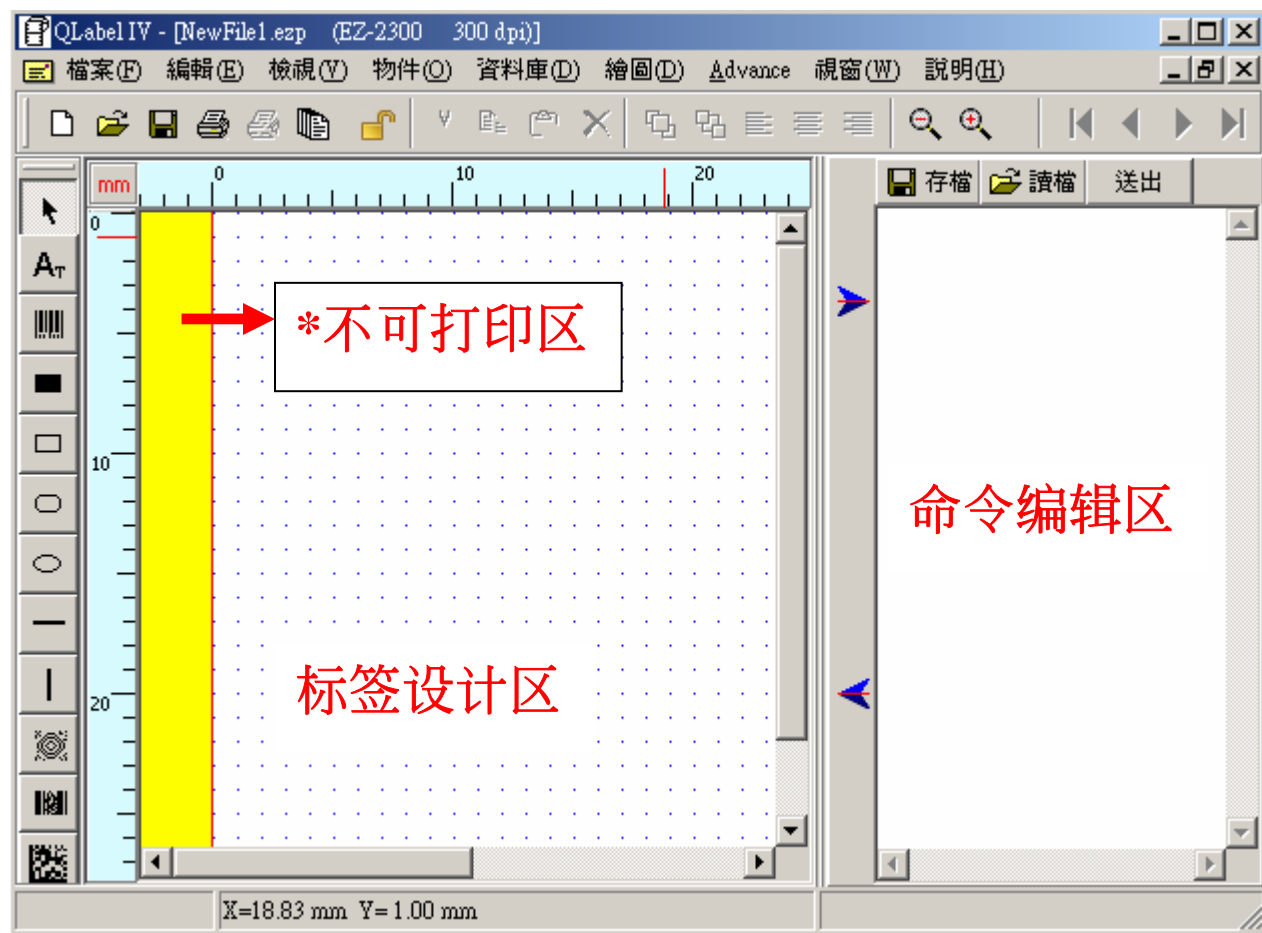 QLabel IV - [NewFile1.ezp (EZ-2300 300 dpi)]
檔案(F) 編輯(E) 檢視(V) 物件(O) 資料庫(D) 繪圖(D) Advance 視窗(W) 說明(H)
存檔 讀檔 送出
mm 0 10 20
0
*不可打印区
10
命令编辑区
标签设计区
20
X=18.83 mm Y= 1.00 mm